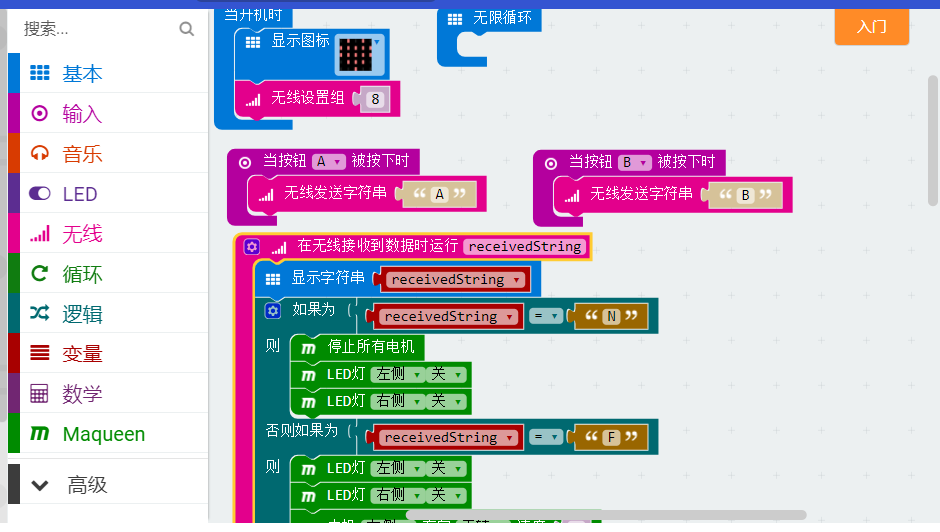 搜索...
基本
输入
音乐
LED
无线
循环
逻辑
变量
数学
Maqueen
高级
当开机时
显示图标
无线设置组 8
无限循环
入门
当按钮 A 被按下时
无线发送字符串 “ A ”
当按钮 B 被按下时
无线发送字符串 “ B ”
在无线接收到数据时运行 receivedString
显示字符串 receivedString
如果为 receivedString = “ N ”
则 停止所有电机
LED灯 左侧 关
LED灯 右侧 关
否则如果为 receivedString = “ F ”
则 LED灯 左侧 关
LED灯 右侧 关